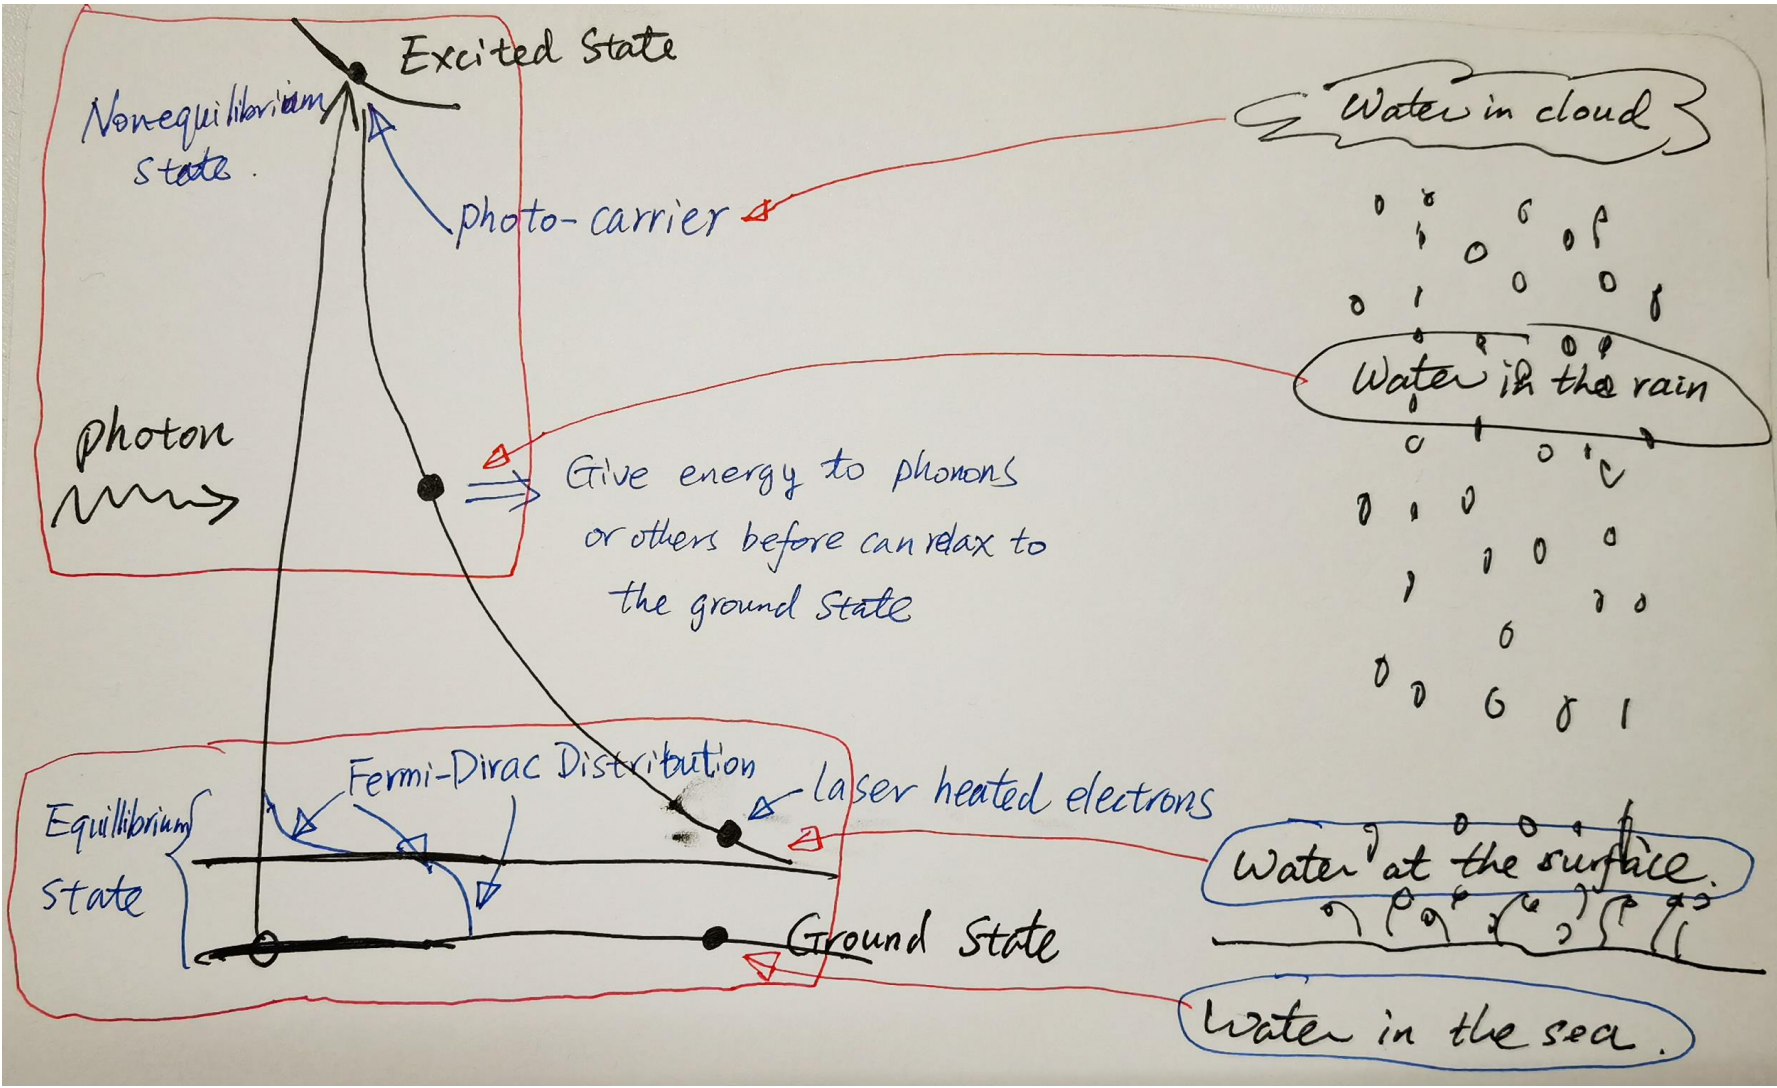 Excited State
Nonequilibrium
State.
photo-carrier
photon
Give energy to phonons
or others before can relax to
the ground State
Fermi-Dirac Distribution
laser heated electrons
Equillibrium
State
Ground State
Water in cloud
Water in the rain
Water at the surface.
Water in the sea.